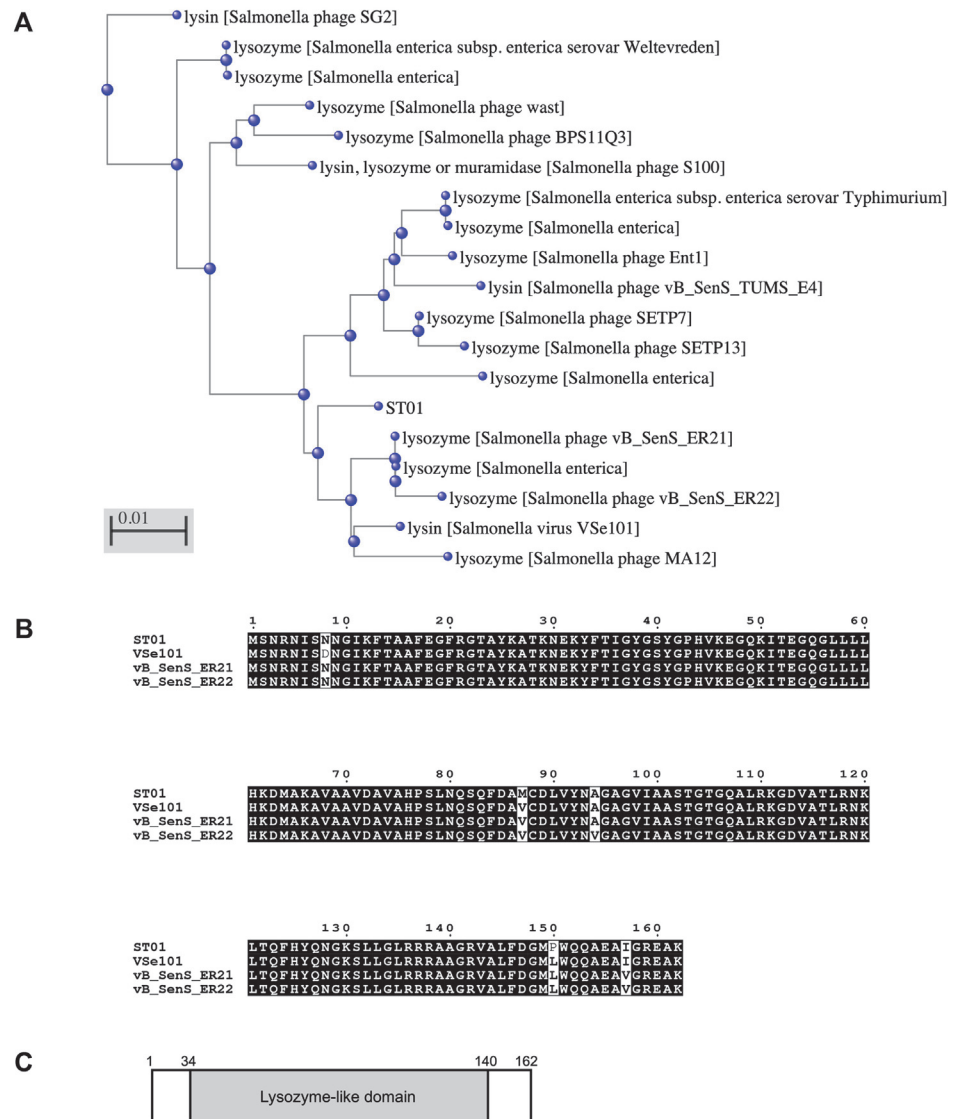 A
lysin [Salmonella phage SG2]
lysozyme [Salmonella enterica subsp. enterica serovar Weltevreden]
lysozyme [Salmonella enterica]
lysozyme [Salmonella phage wast]
lysozyme [Salmonella phage BPS11Q3]
lysin, lysozyme or muramidase [Salmonella phage S100]
lysozyme [Salmonella enterica subsp. enterica serovar Typhimurium]
lysozyme [Salmonella enterica]
lysozyme [Salmonella phage Ent1]
lysin [Salmonella phage vB_SenS_TUMS_E4]
lysozyme [Salmonella phage SETP7]
lysozyme [Salmonella phage SETP13]
lysozyme [Salmonella enterica]
ST01
lysozyme [Salmonella phage vB_SenS_ER21]
lysozyme [Salmonella enterica]
lysozyme [Salmonella phage vB_SenS_ER22]
lysin [Salmonella virus VSe101]
lysozyme [Salmonella phage MA12]
0.01
B
1 10 20 30 40 50 60
ST01 MSNRNISNNGIKFTAAFEGFRGTAYKATKNEKYFTIGYGSYGPHVKEGQKITEGQGLLLL
VSe101 MSNRNISDNGIKFTAAFEGFRGTAYKATKNEKYFTIGYGSYGPHVKEGQKITEGQGLLLL
vB_SenS_ER21 MSNRNISNNGIKFTAAFEGFRGTAYKATKNEKYFTIGYGSYGPHVKEGQKITEGQGLLLL
vB_SenS_ER22 MSNRNISNNGIKFTAAFEGFRGTAYKATKNEKYFTIGYGSYGPHVKEGQKITEGQGLLLL
70 80 90 100 110 120
ST01 HKDMAKAVAAVDAVAHPSLNQSQFDAMCDLVYNAGAGVIAASTGTGQALRKGDVATLRNK
VSe101 HKDMAKAVAAVDAVAHPSLNQSQFDAVCDLVYNAGAGVIAASTGTGQALRKGDVATLRNK
vB_SenS_ER21 HKDMAKAVAAVDAVAHPSLNQSQFDAVCDLVYNAGAGVIAASTGTGQALRKGDVATLRNK
vB_SenS_ER22 HKDMAKAVAAVDAVAHPSLNQSQFDAVCDLVYNVGAGVIAASTGTGQALRKGDVATLRNK
130 140 150 160
ST01 LTQFHYQNGKSLLGLRRRAAGRVALFDGMPWQQAEAIGREAK
VSe101 LTQFHYQNGKSLLGLRRRAAGRVALFDGMLWQQAEAIGREAK
vB_SenS_ER21 LTQFHYQNGKSLLGLRRRAAGRVALFDGMLWQQAEAVGREAK
vB_SenS_ER22 LTQFHYQNGKSLLGLRRRAAGRVALFDGMLWQQAEAVGREAK
C
1 34 140 162
Lysozyme-like domain